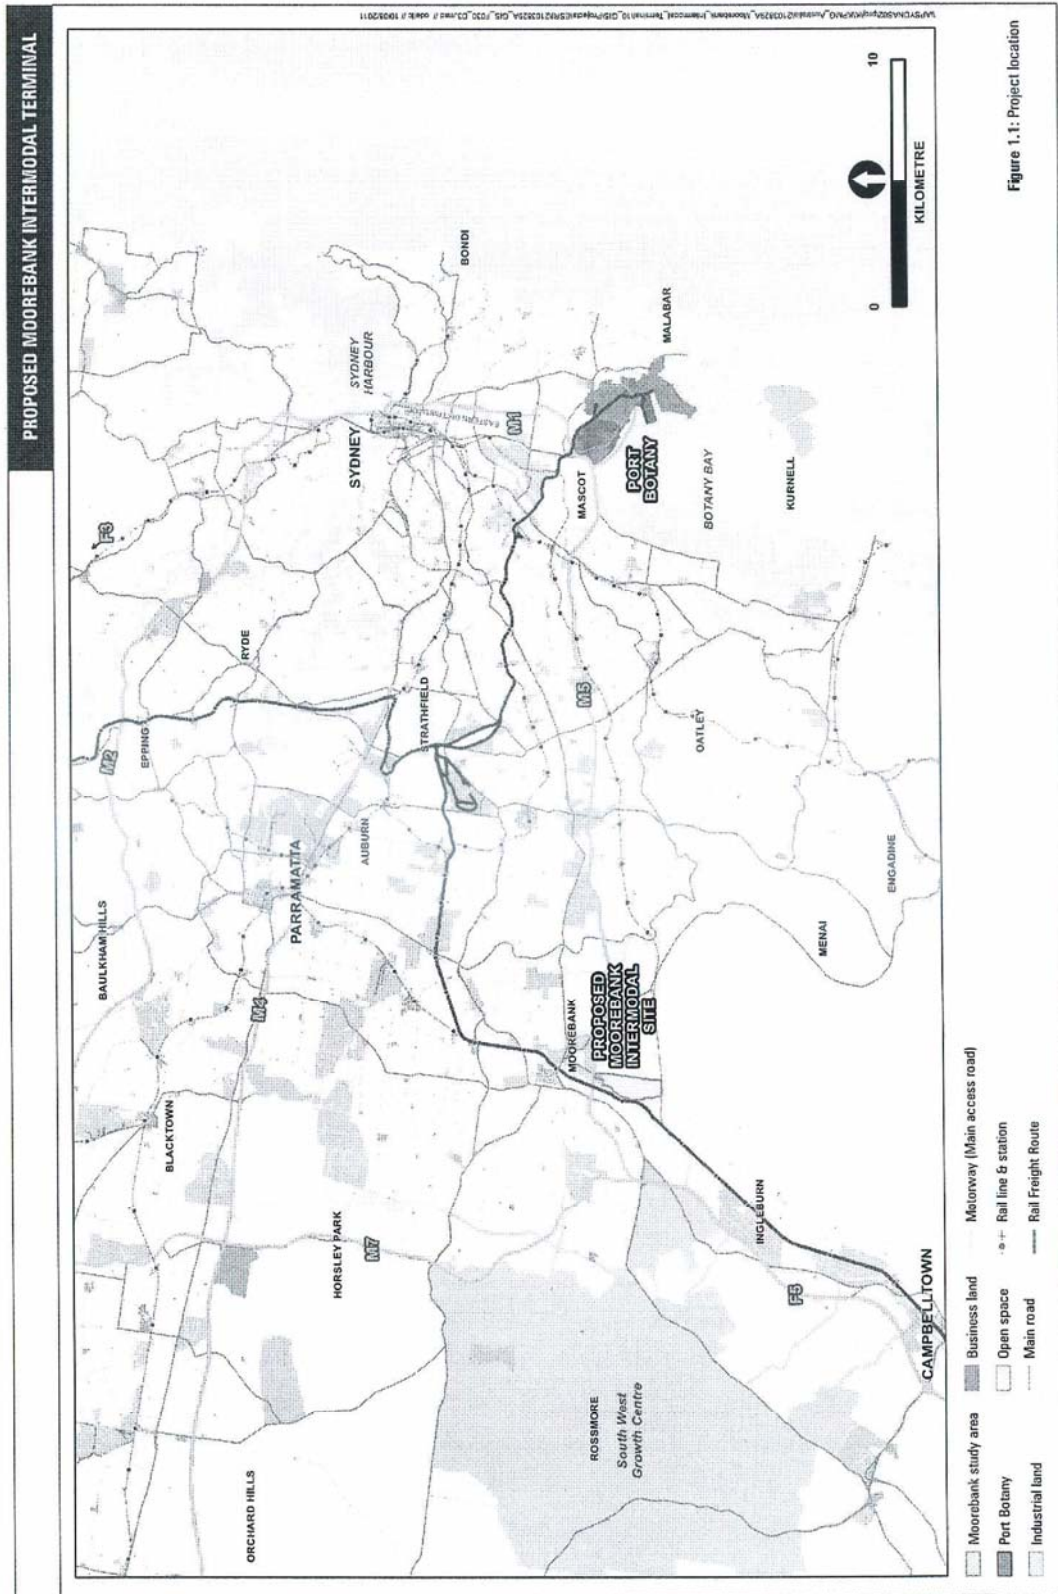 PROPOSED MOOREBANK INTERMODAL TERMINAL
F3
M2
EPPING
RYDE
BAULKHAM HILLS
BLACKTOWN
M4
PARRAMATTA
AUBURN
STRATHFIELD
SYDNEY
SYDNEY
HARBOUR
EASTERN DISTRIBUTOR
BONDI
ORCHARD HILLS
HORSLEY PARK
M7
M1
MASCOT
MALABAR
PORT
BOTANY
BOTANY BAY
KURNELL
M5
OATLEY
MOOREBANK
PROPOSED
MOOREBANK
INTERMODAL
SITE
MENAI
ENGADINE
INGLEBURN
F5
ROSSMORE
South West
Growth Centre
CAMPBELLTOWN
0
10
KILOMETRE
Moorebank study area
Port Botany
Industrial land
Business land
Open space
Main road
Motorway (Main access road)
Rail line & station
Rail Freight Route
Figure 1.1: Project location